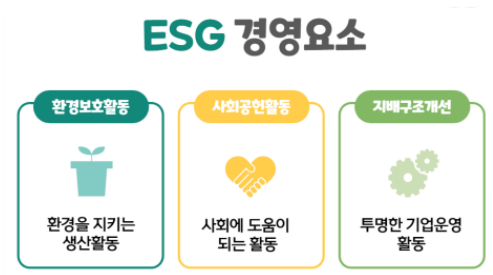 ESG 경영요소
환경보호활동
환경을 지키는
생산활동
사회공헌활동
사회에 도움이
되는 활동
지배구조개선
투명한 기업운영
활동